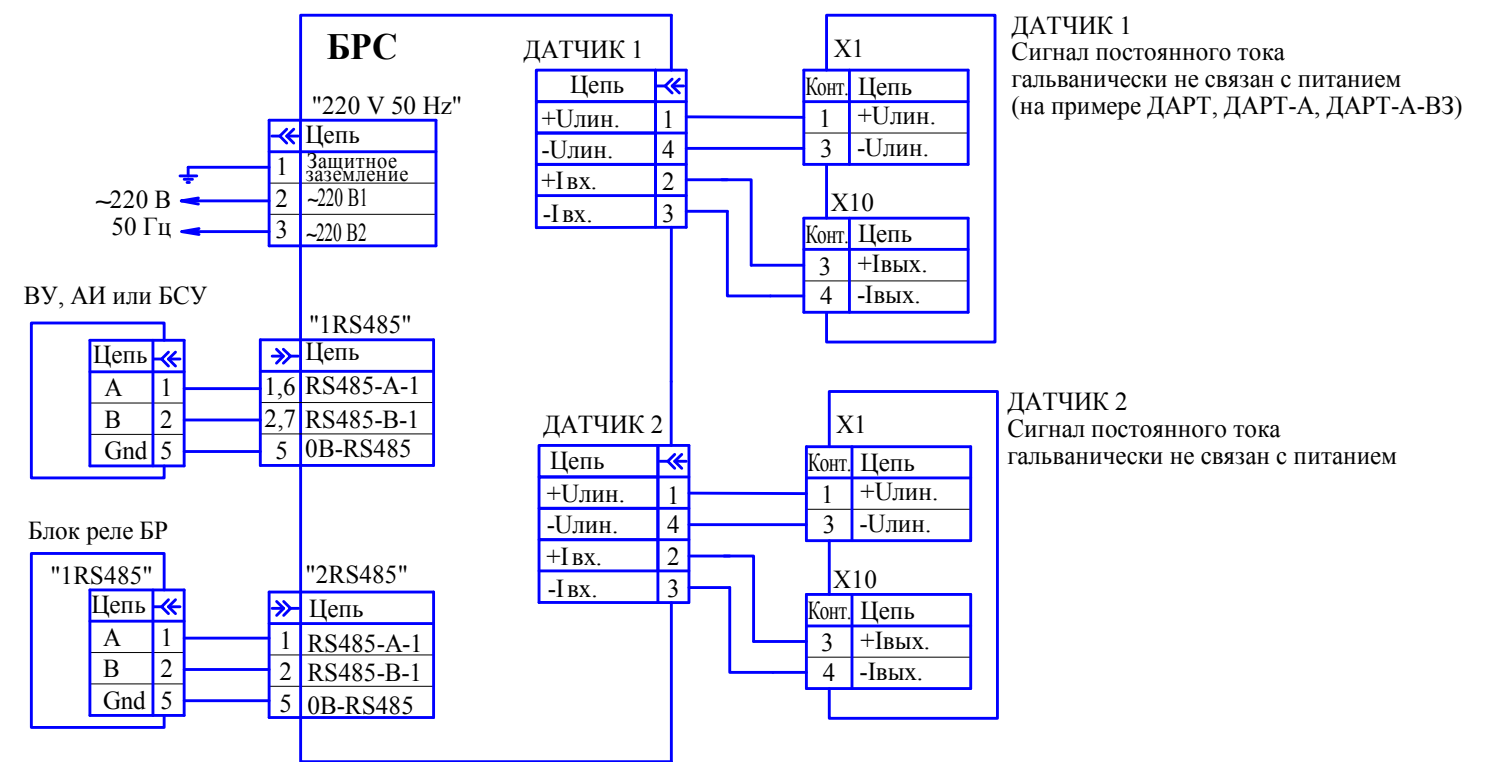 БРС
"220 V 50 Hz"
Цепь
1 Защитное
заземление
2 ~220 В1
3 ~220 В2
~220 В
50 Гц
ВУ, АИ или БСУ
Цепь
A 1
B 2
Gnd 5
"1RS485"
Цепь
1,6 RS485-A-1
2,7 RS485-B-1
5 0В-RS485
Блок реле БР
"1RS485"
Цепь
A 1
B 2
Gnd 5
"2RS485"
Цепь
1 RS485-A-1
2 RS485-B-1
5 0В-RS485
ДАТЧИК 1
Цепь
+Uлин. 1
-Uлин. 4
+I вх. 2
-I вх. 3
X1
Конт. Цепь
1 +Uлин.
3 -Uлин.
X10
Конт. Цепь
3 +Iвых.
4 -Iвых.
ДАТЧИК 1
Сигнал постоянного тока
гальванически не связан с питанием
(на примере ДАРТ, ДАРТ-А, ДАРТ-А-ВЗ)
ДАТЧИК 2
Цепь
+Uлин. 1
-Uлин. 4
+I вх. 2
-I вх. 3
X1
Конт. Цепь
1 +Uлин.
3 -Uлин.
X10
Конт. Цепь
3 +Iвых.
4 -Iвых.
ДАТЧИК 2
Сигнал постоянного тока
гальванически не связан с питанием